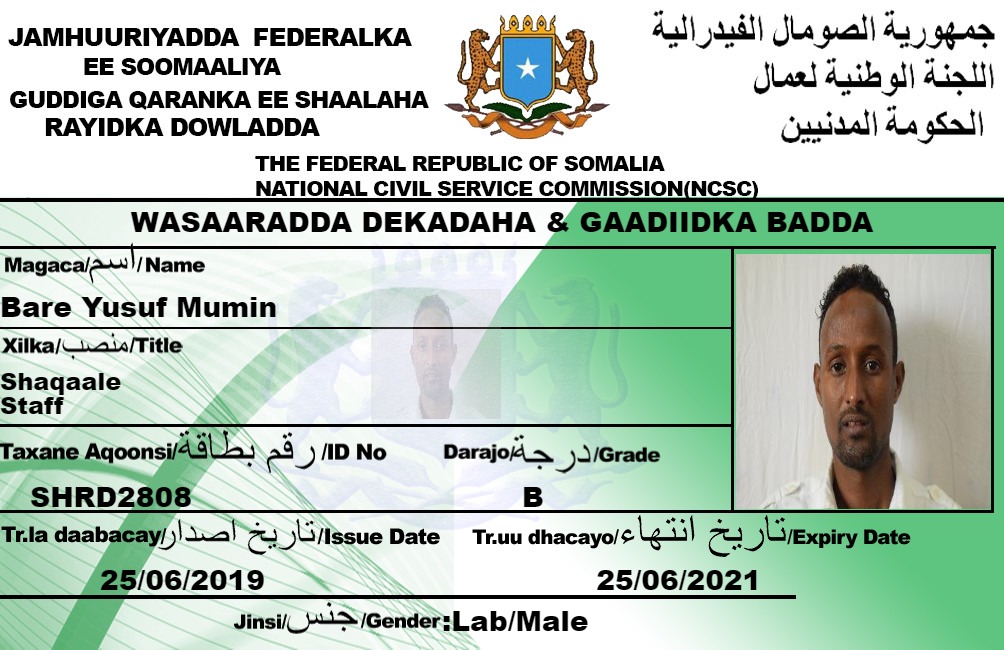 JAMHUURIYADDA FEDERALKA
EE SOOMAALIYA
GUDDIGA QARANKA EE SHAALAHA
RAYIDKA DOWLADDA
جمهورية الصومال الفيدرالية
اللجنة الوطنية لعمال
الحكومة المدنيين
THE FEDERAL REPUBLIC OF SOMALIA
NATIONAL CIVIL SERVICE COMMISSION(NCSC)
WASAARADDA DEKADAHA & GAADIIDKA BADDA
Magaca/اسم/Name
Bare Yusuf Mumin
Xilka/منصب/Title
Shaqaale
Staff
Taxane Aqoonsi/رقم بطاقة/ID No
Darajo/درجة/Grade
SHRD2808
B
Tr.la daabacay/تاريخ اصدار/Issue Date
Tr.uu dhacayo/تاريخ انتهاء/Expiry Date
25/06/2019
25/06/2021
Jinsi/جنس/Gender:Lab/Male